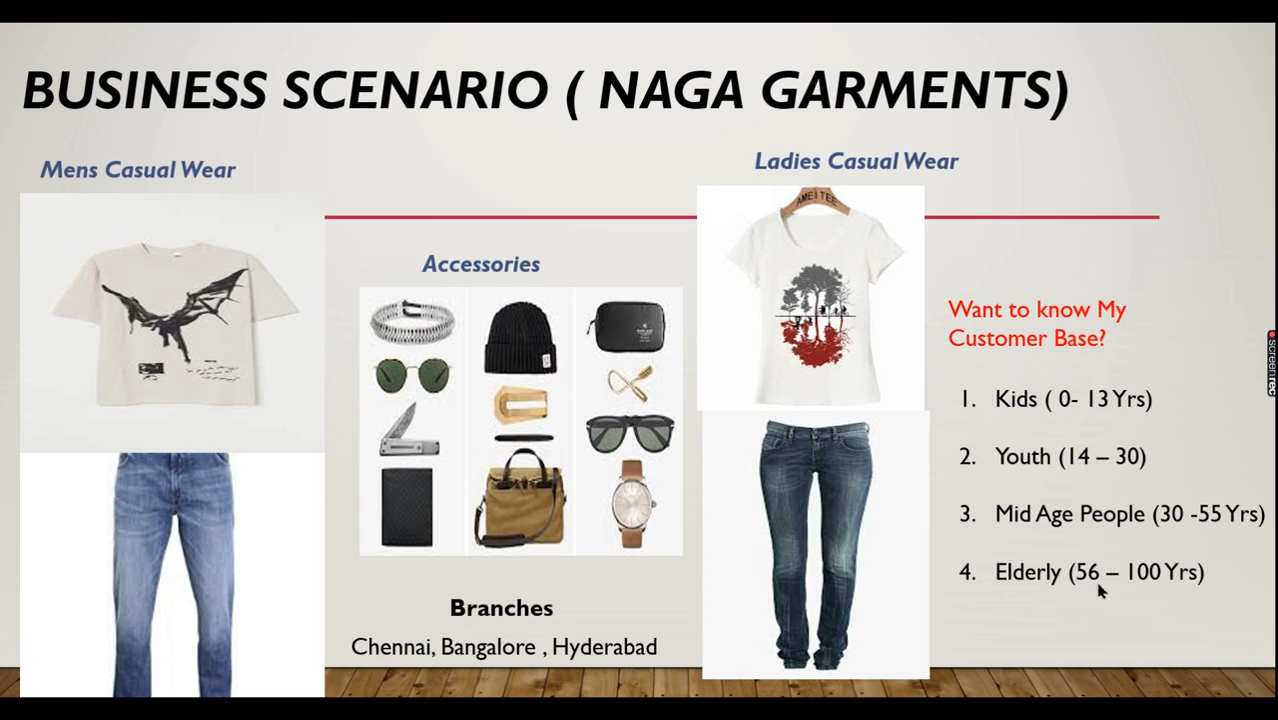 BUSINESS SCENARIO ( NAGA GARMENTS)
Mens Casual Wear
Ladies Casual Wear
AMEITEE
Accessories
Want to know My
Customer Base?
1. Kids ( 0- 13 Yrs)
2. Youth (14 – 30)
3. Mid Age People (30 -55 Yrs)
4. Elderly (56 – 100 Yrs)
Branches
Chennai, Bangalore , Hyderabad
screenrec